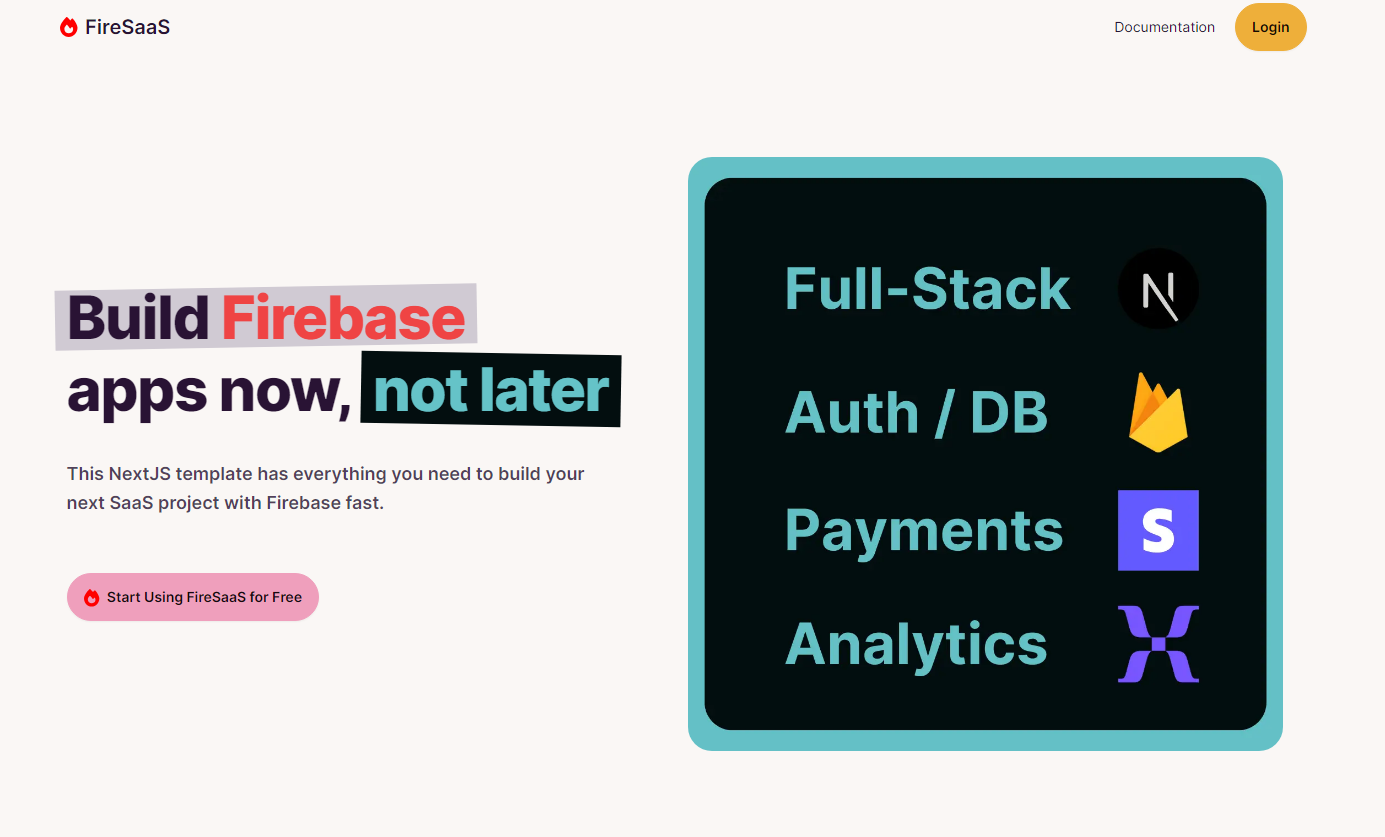 FireSaaS
Documentation
Login
Build Firebase
apps now, not later
This NextJS template has everything you need to build your
next SaaS project with Firebase fast.
Start Using FireSaaS for Free
Full-Stack
N
Auth / DB
Payments
S
Analytics